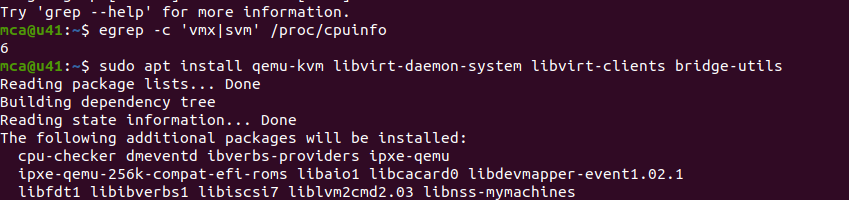 Try 'grep --help' for more information.
mca@u41:~$ egrep -c 'vmx|svm' /proc/cpuinfo
6
mca@u41:~$ sudo apt install qemu-kvm libvirt-daemon-system libvirt-clients bridge-utils
Reading package lists... Done
Building dependency tree
Reading state information... Done
The following additional packages will be installed:
  cpu-checker dmeventd ibverbs-providers ipxe-qemu
  ipxe-qemu-256k-compat-efi-roms libaio1 libcacard0 libdevmapper-event1.02.1
  libfdt1 libibverbs1 libiscsi7 liblvm2cmd2.03 libnss-mymachines